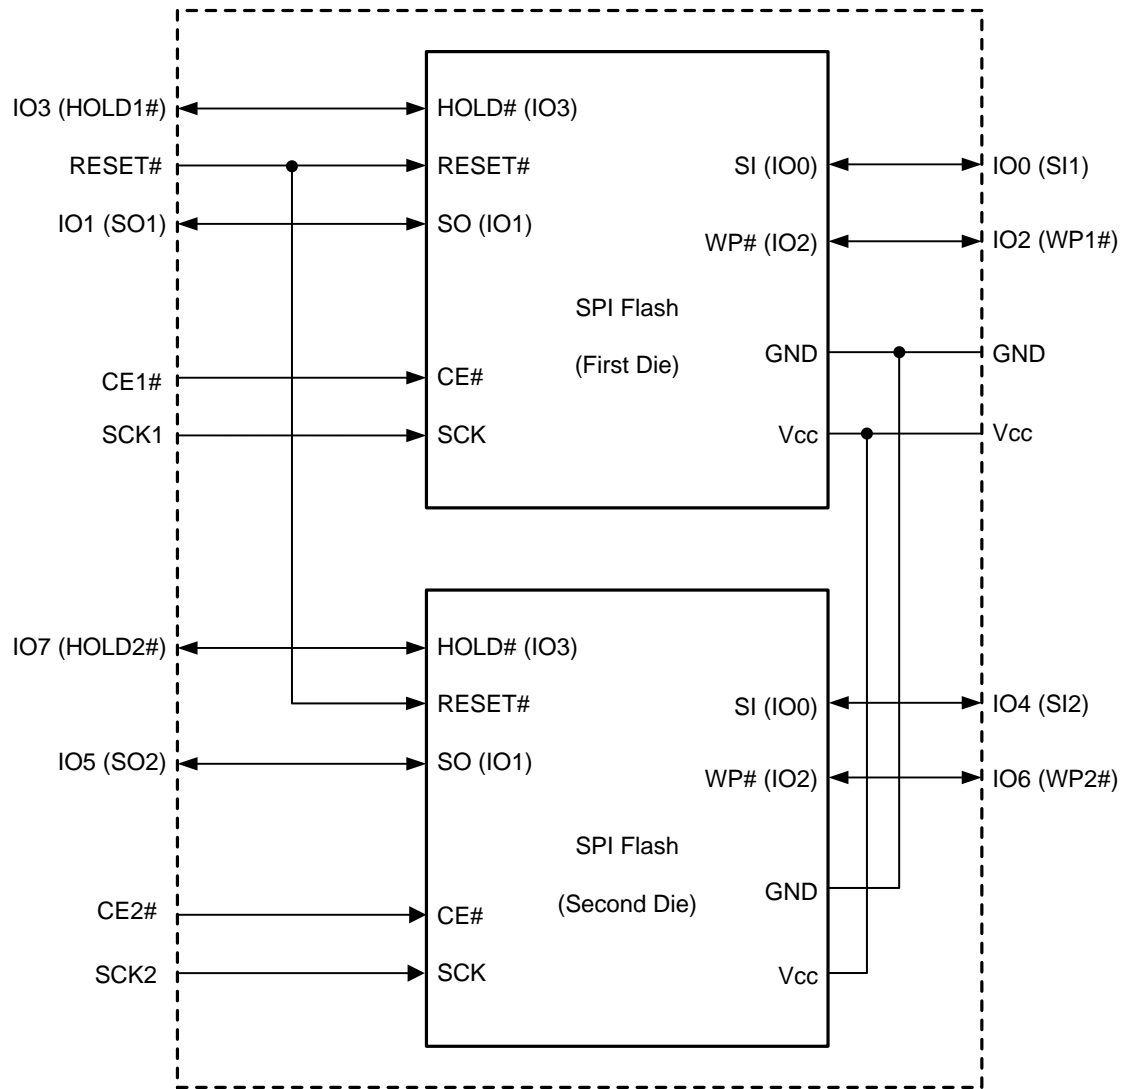 IO3 (HOLD1#)
HOLD# (IO3)
RESET#
RESET#
SI (IO0)
IO0 (SI1)
IO1 (SO1)
SO (IO1)
WP# (IO2)
IO2 (WP1#)
SPI Flash
(First Die)
GND
GND
CE1#
CE#
SCK1
SCK
Vcc
Vcc
IO7 (HOLD2#)
HOLD# (IO3)
RESET#
SI (IO0)
IO4 (SI2)
IO5 (SO2)
SO (IO1)
WP# (IO2)
IO6 (WP2#)
SPI Flash
(Second Die)
GND
CE2#
CE#
SCK2
SCK
Vcc